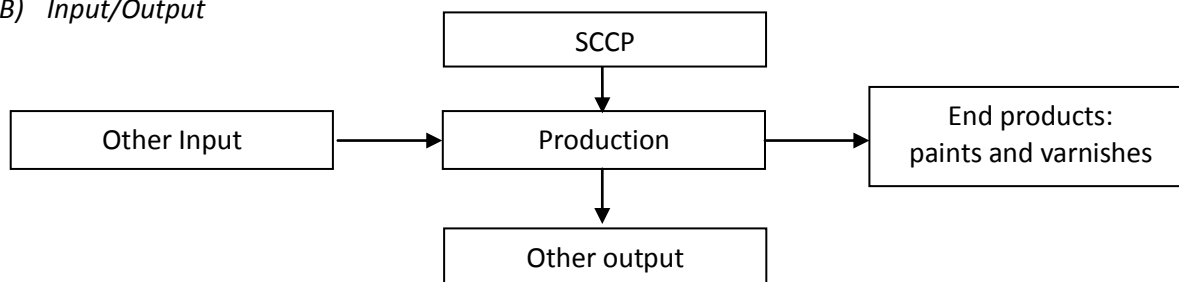 B) Input/Output
SCCP
Other Input
Production
End products:
paints and varnishes
Other output